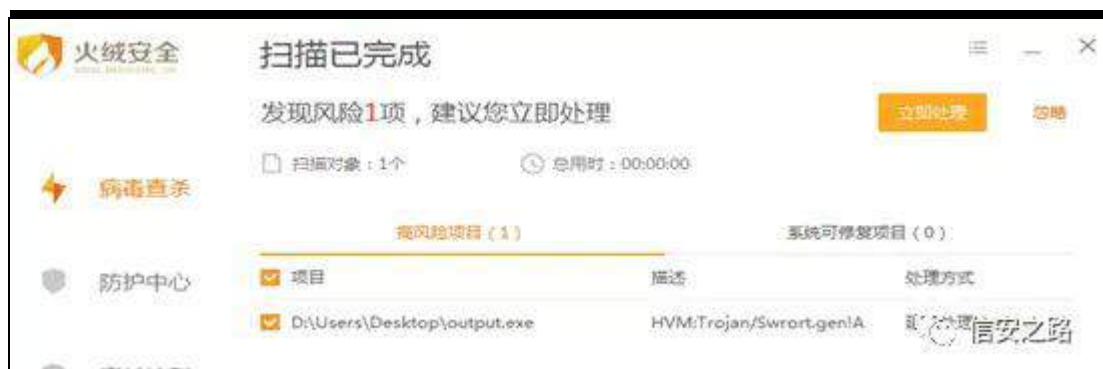 火绒安全
扫描已完成
发现风险1项，建议您立即处理
立即处理
忽略
扫描对象：1个
总用时：00:00:00
病毒查杀
高风险项目（1）
系统可修复项目（0）
防护中心
项目
描述
处理方式
D:\Users\Desktop\output.exe
HVM:Trojan/Swrort.gen!A
信安之路